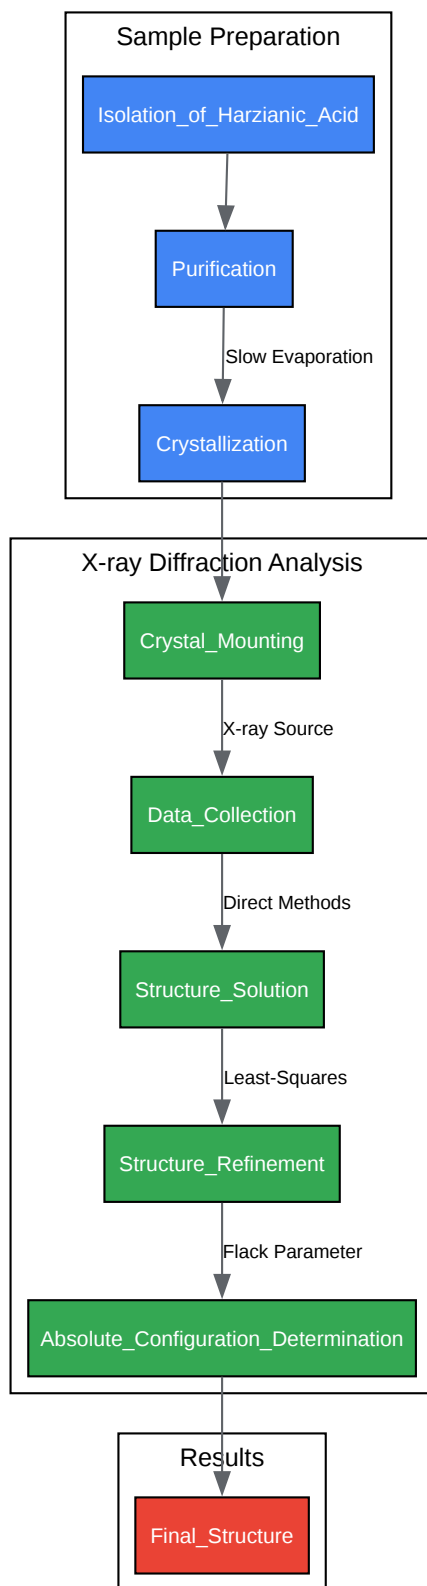 Sample Preparation
Isolation_of_Harzianic_Acid
Purification
Slow Evaporation
Crystallization
X-ray Diffraction Analysis
Crystal_Mounting
X-ray Source
Data_Collection
Direct Methods
Structure_Solution
Least-Squares
Structure_Refinement
Flack Parameter
Absolute_Configuration_Determination
Results
Final_Structure